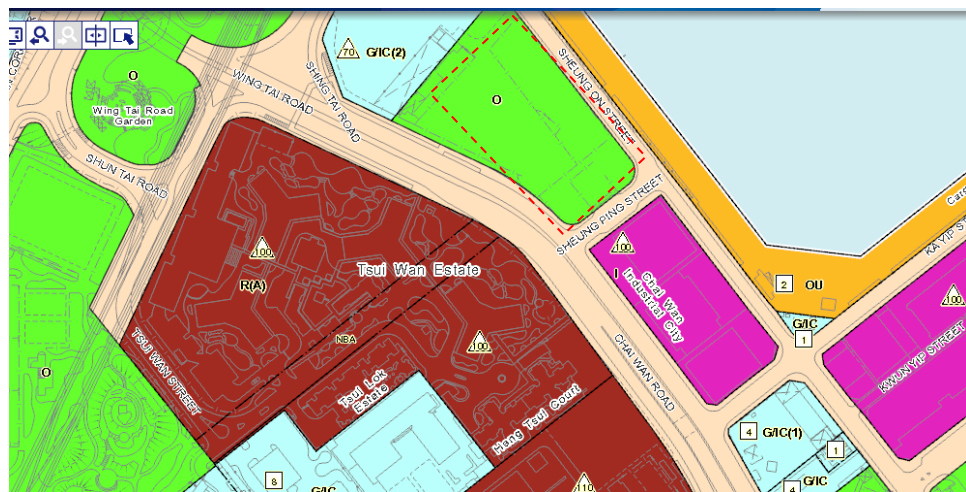 70
G/IC(2)
O
WING TAI ROAD
SHING TAI ROAD
SHEUNG ON STREET
O
Wing Tai Road
Garden
SHUN TAI ROAD
SHEUNG PING STREET
100
R(A)
Tsui Wan Estate
100
I
Chai Wan
Industrial City
2
OU
KA YIP
100
G/IC
1
NBA
100
O
TSUI WAN STREET
CHAI WAN ROAD
KWUN YIP STREET
Tsui Lok
Estate
Hang Tsui Court
4
G/IC(1)
1
8
G/IC
110
4
G/IC